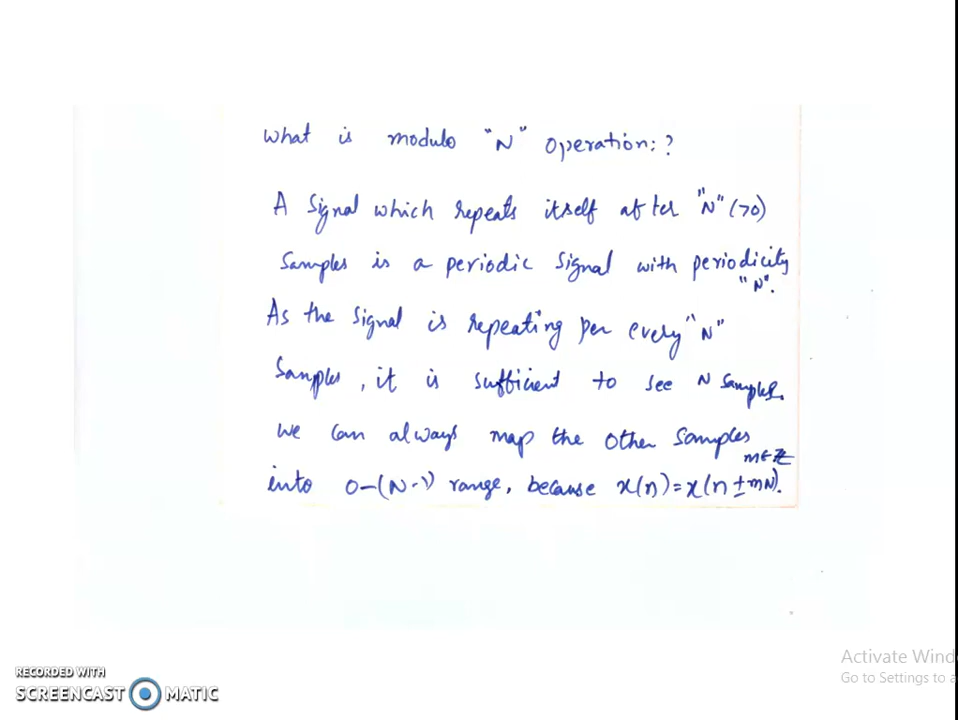 What is modulo "N" operation:?
A Signal which repeats itself after "N" (>0)
Samples is a periodic signal with periodicity
"N".
As the signal is repeating per every "N"
Samples, it is sufficient to see N samples.
We can always map the other samples
m∈Z
into 0-(N-1) range, because x(n)=x(n±mN).
RECORDED WITH
SCREENCAST MATIC
Activate Wind
Go to Settings to a